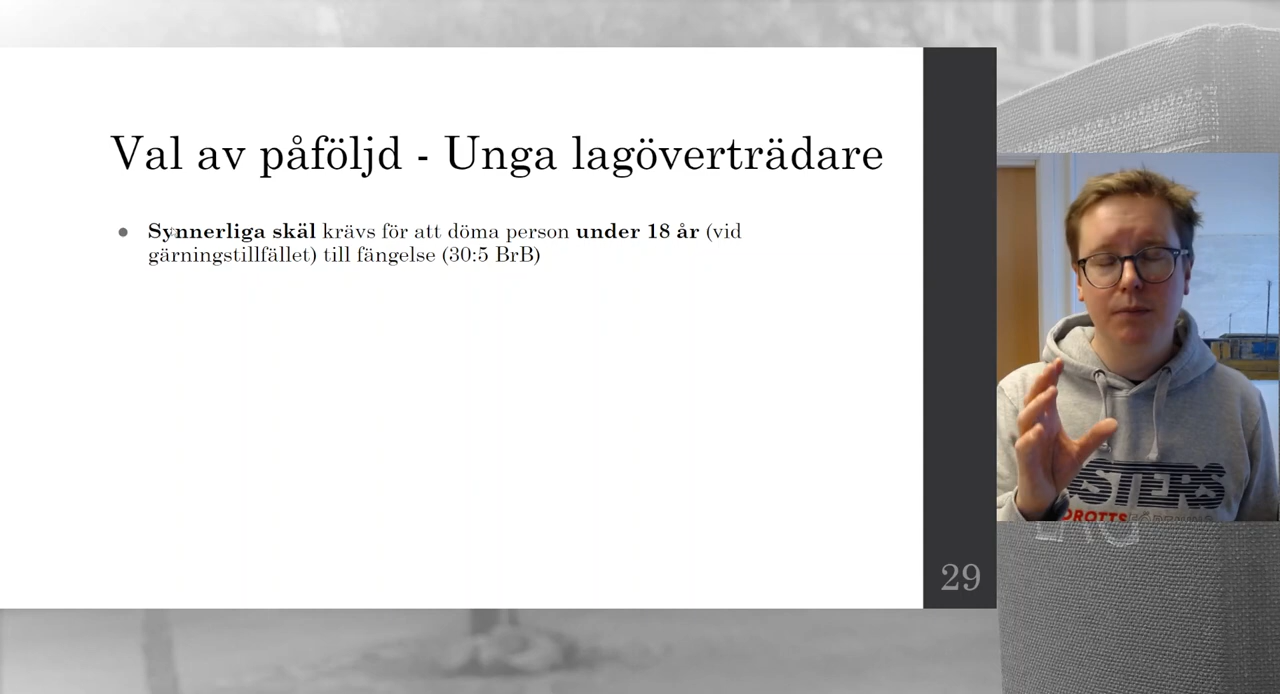 Val av påföljd - Unga lagöverträdare
● Synnerliga skäl krävs för att döma person under 18 år (vid
gärningstillfället) till fängelse (30:5 BrB)
29
DROTTS